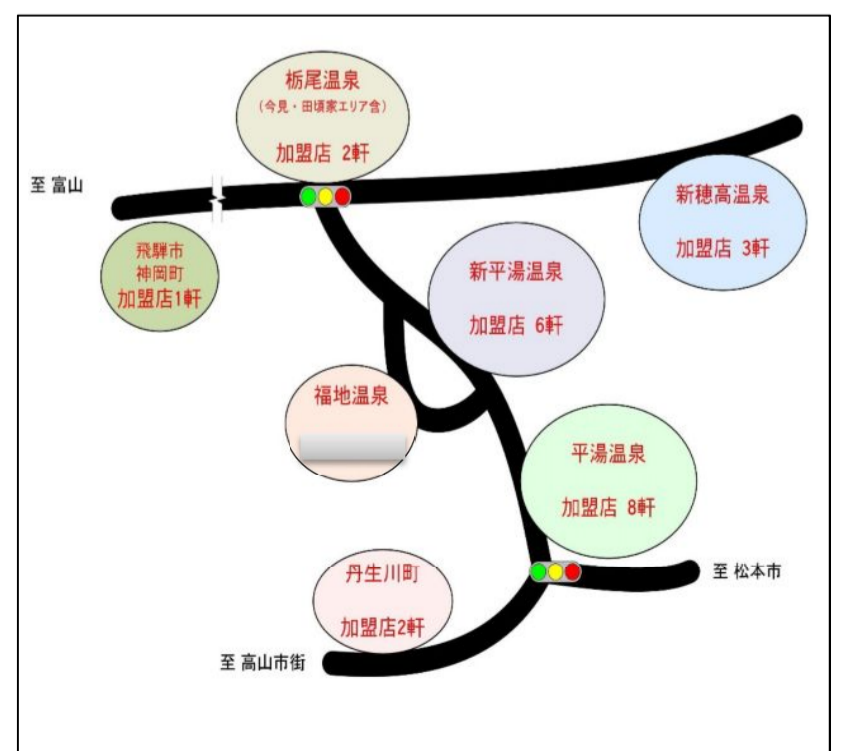 栃尾温泉
(今見・田頃家エリア含)
加盟店 2軒
至 富山
新穂高温泉
加盟店 3軒
飛騨市
神岡町
加盟店1軒
新平湯温泉
加盟店 6軒
福地温泉
平湯温泉
加盟店 8軒
丹生川町
加盟店2軒
至 松本市
至 高山市街